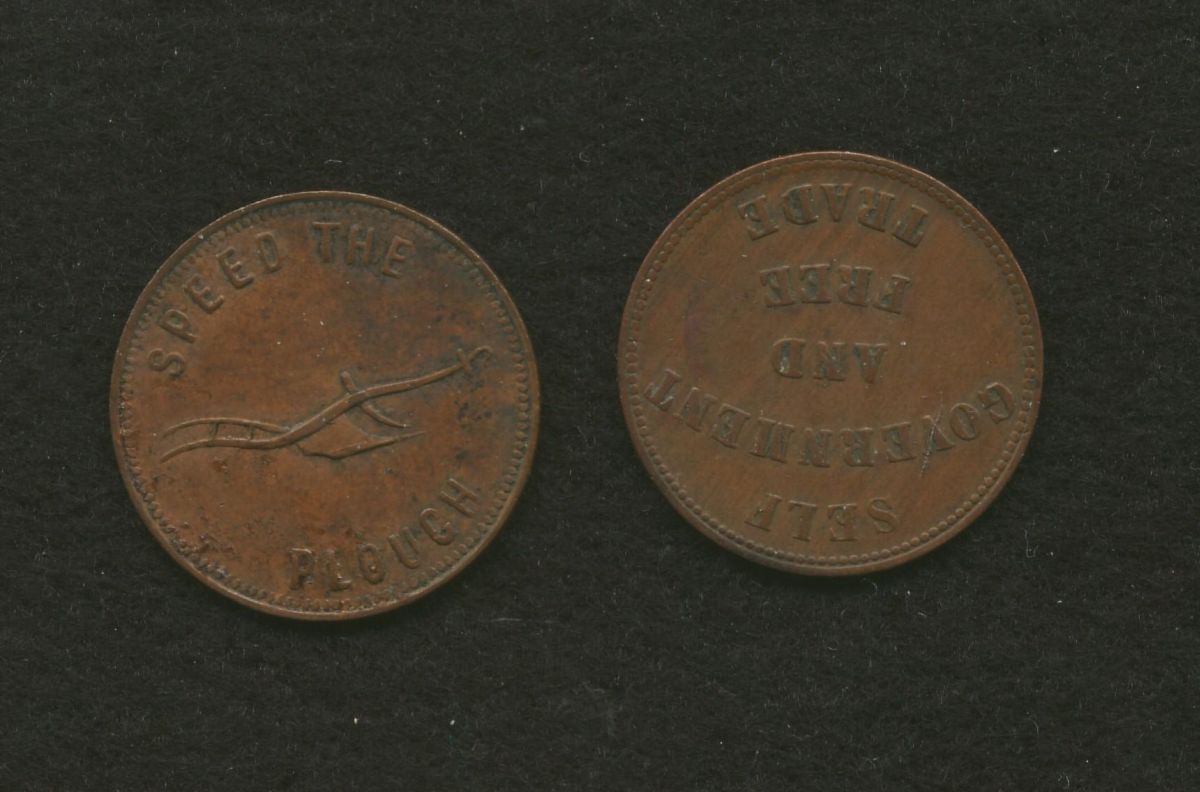 SPEED THE
PLOUGH
SELF
GOVERNMENT
AND
FREE
TRADE